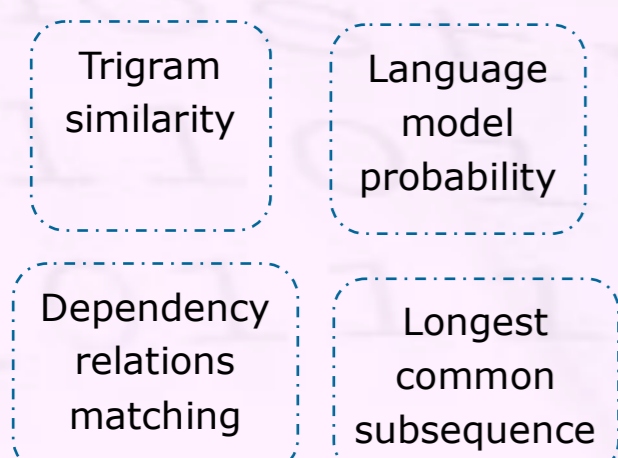 Trigram
similarity
Language
model
probability
Dependency
relations
matching
Longest
common
subsequence